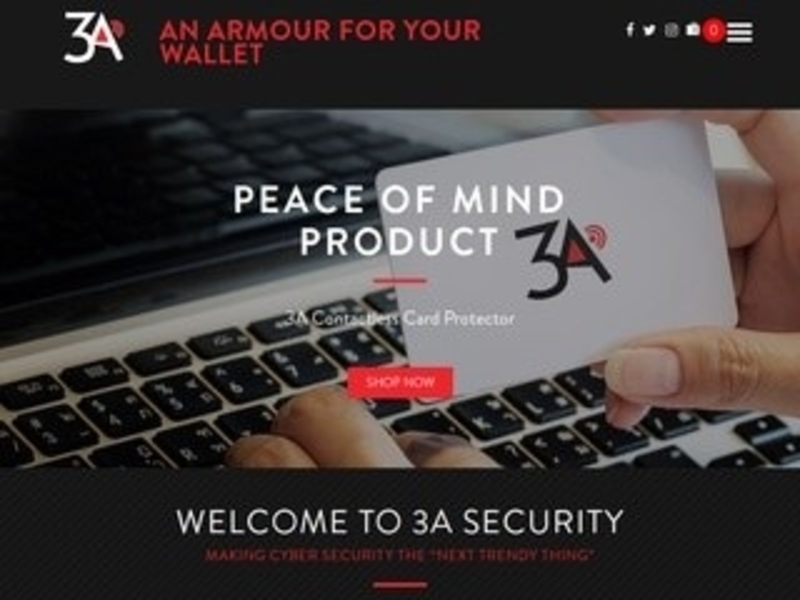 3A
AN ARMOUR FOR YOUR
WALLET
0
PEACE OF MIND
PRODUCT
3A
3A Contactless Card Protector
SHOP NOW
WELCOME TO 3A SECURITY
MAKING CYBER SECURITY THE "NEXT TRENDY THING"